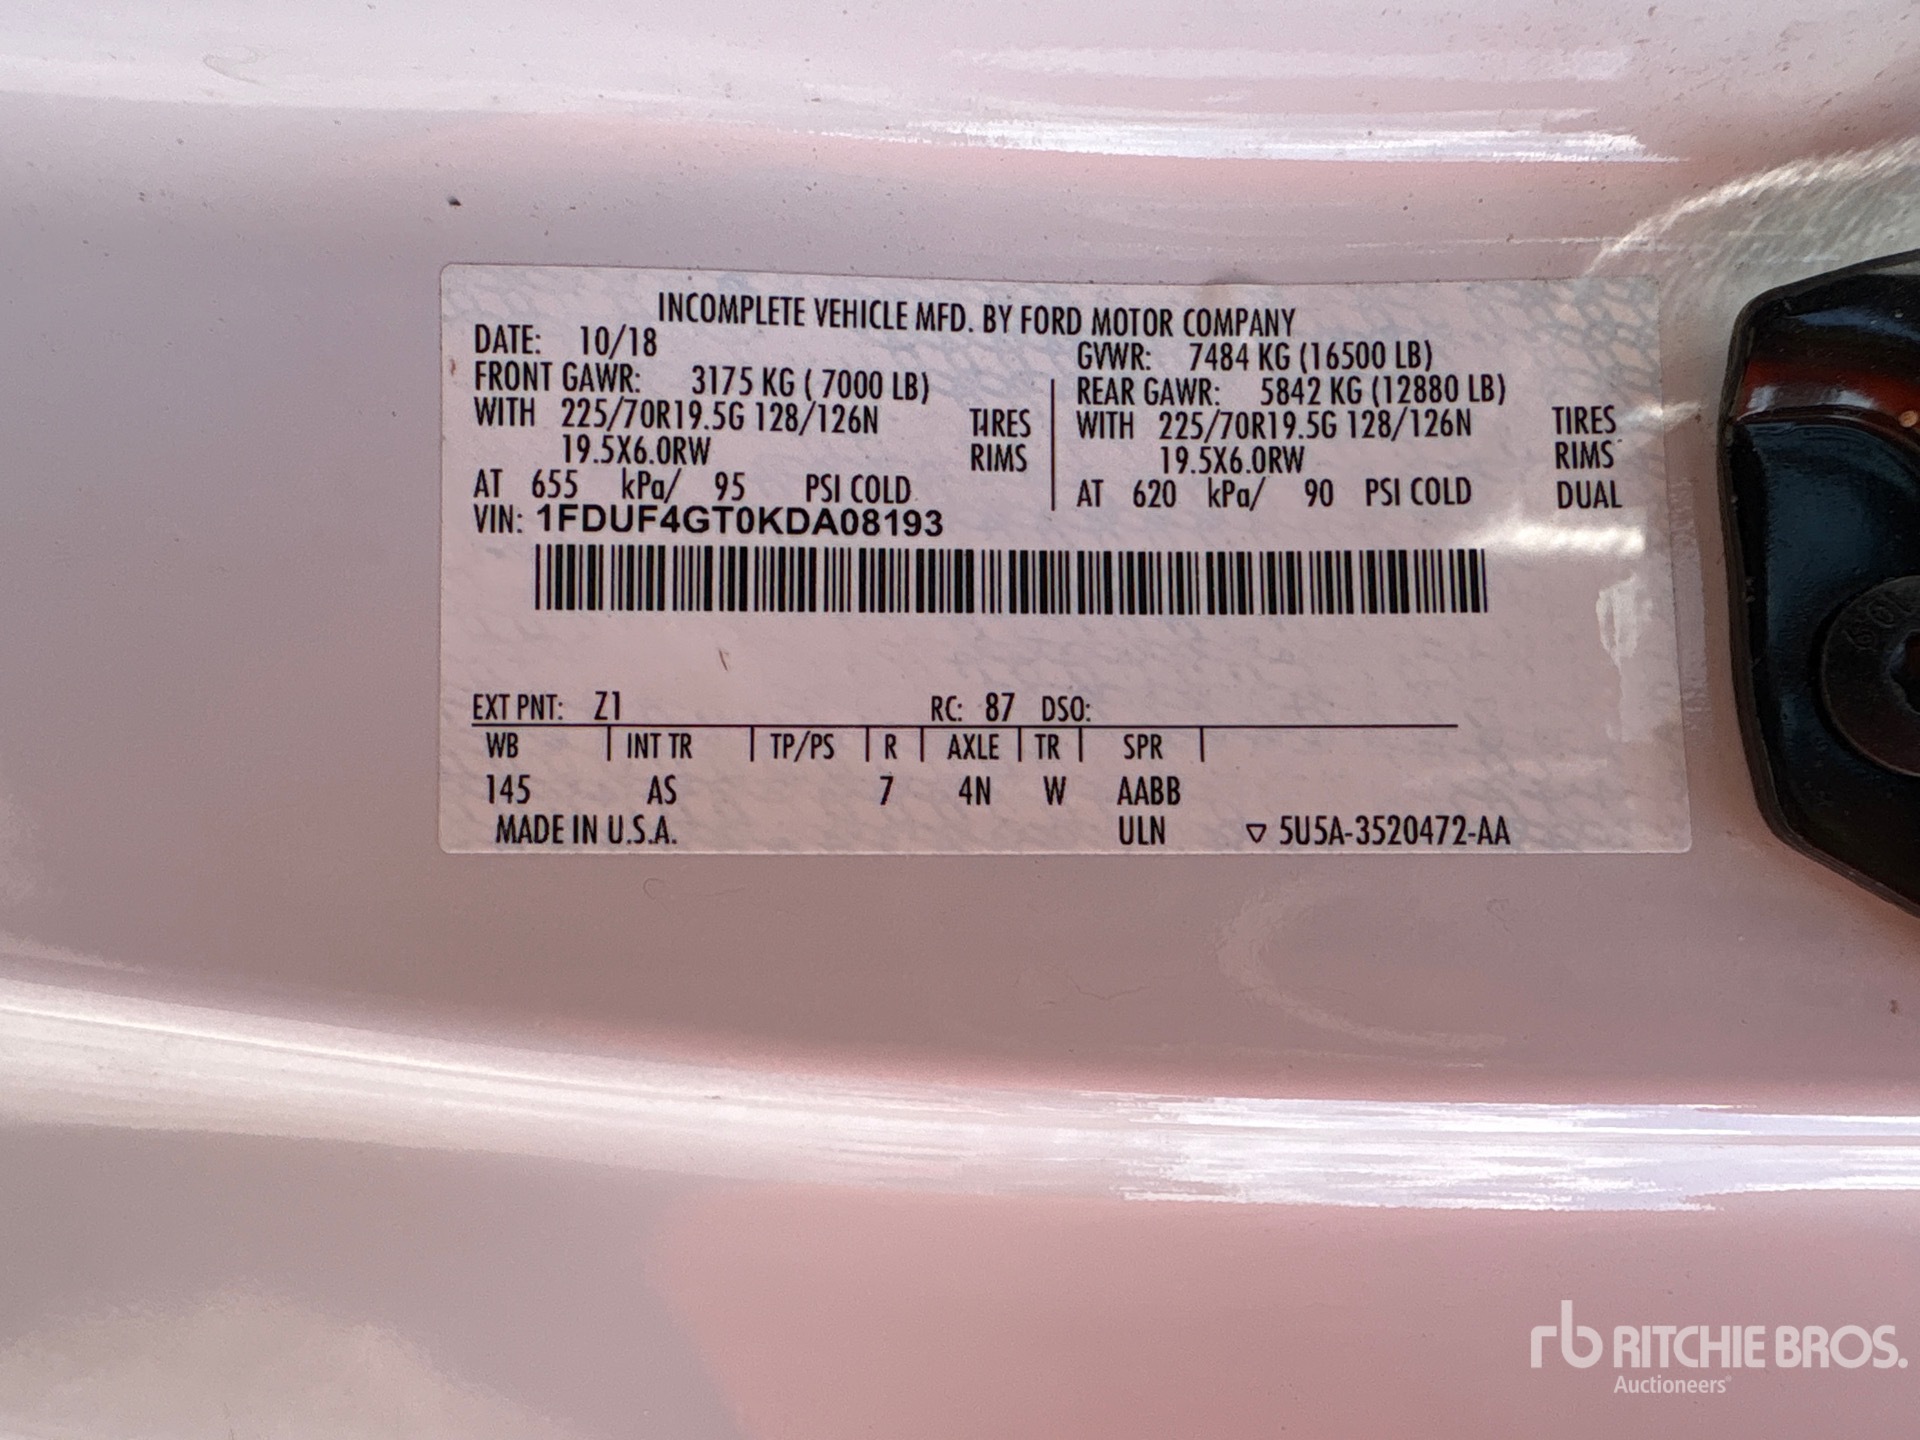 INCOMPLETE VEHICLE MFD. BY FORD MOTOR COMPANY
DATE: 10/18 GVWR: 7484 KG (16500 LB)
FRONT GAWR: 3175 KG ( 7000 LB) REAR GAWR: 5842 KG (12880 LB)
WITH 225/70R19.5G 128/126N TIRES WITH 225/70R19.5G 128/126N TIRES
19.5X6.0RW RIMS 19.5X6.0RW RIMS
AT 655 kPa/ 95 PSI COLD AT 620 kPa/ 90 PSI COLD DUAL
VIN: 1FDUF4GT0KDA08193
EXT PNT: Z1 RC: 87 DSO:
WB INT TR TP/PS R AXLE TR SPR
145 AS 7 4N W AABB
MADE IN U.S.A. ULN ▽ 5U5A-3520472-AA
rb RITCHIE BROS.
Auctioneers